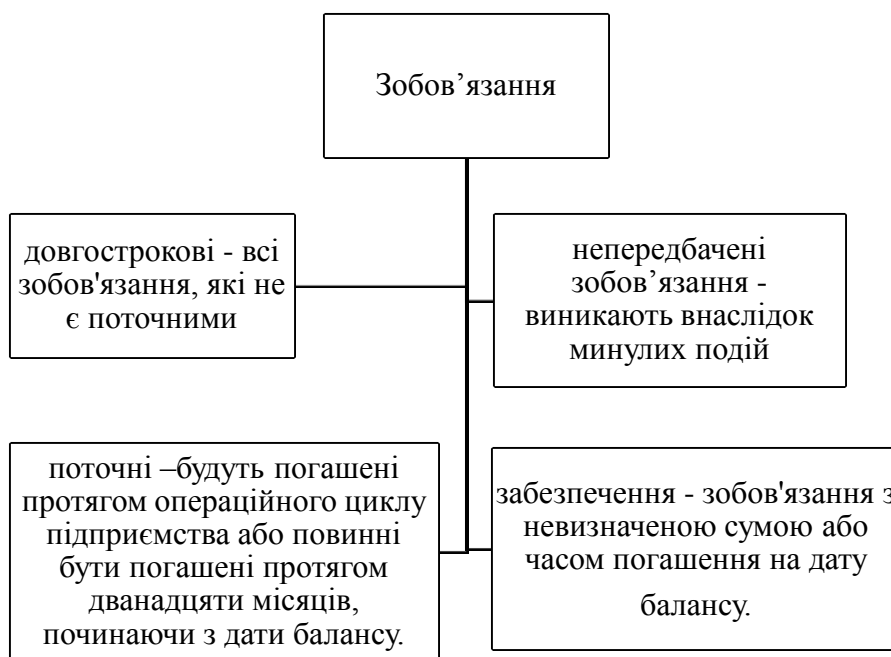 Зобов’язання
довгострокові - всі
зобов'язання, які не
є поточними
непередбачені
зобов’язання -
виникають внаслідок
минулих подій
поточні –будуть погашені
протягом операційного циклу
підприємства або повинні
бути погашені протягом
дванадцяти місяців,
починаючи з дати балансу.
забезпечення - зобов'язання з
невизначеною сумою або
часом погашення на дату
балансу.